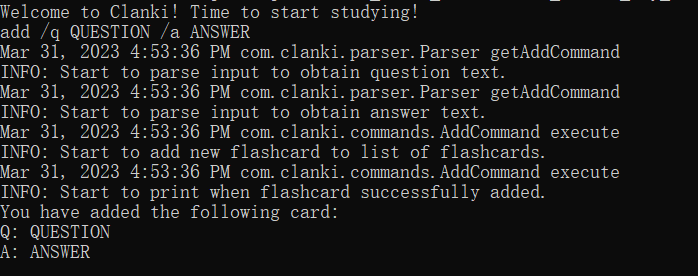 Welcome to Clanki! Time to start studying!
add /q QUESTION /a ANSWER
Mar 31, 2023 4:53:36 PM com.clanki.parser.Parser getAddCommand
INFO: Start to parse input to obtain question text.
Mar 31, 2023 4:53:36 PM com.clanki.parser.Parser getAddCommand
INFO: Start to parse input to obtain answer text.
Mar 31, 2023 4:53:36 PM com.clanki.commands.AddCommand execute
INFO: Start to add new flashcard to list of flashcards.
Mar 31, 2023 4:53:36 PM com.clanki.commands.AddCommand execute
INFO: Start to print when flashcard successfully added.
You have added the following card:
Q: QUESTION
A: ANSWER